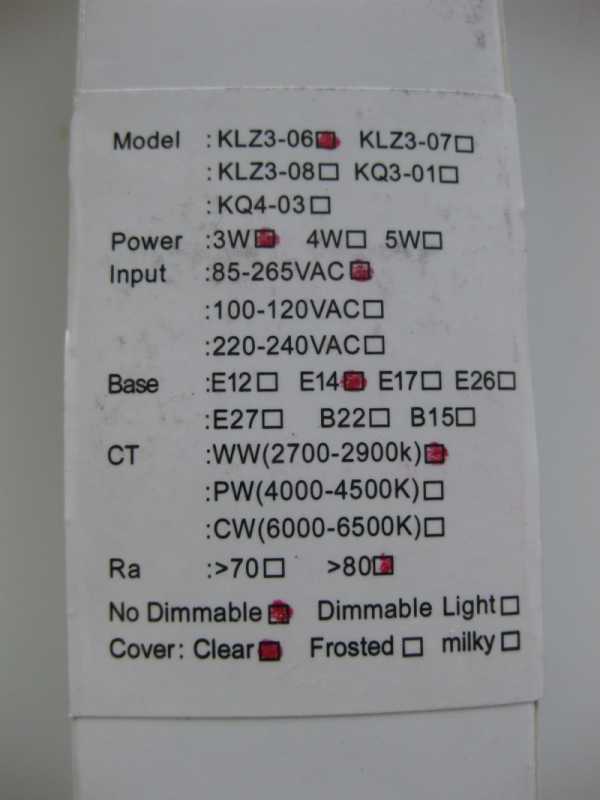 Model :KLZ3-06 KLZ3-07
:KLZ3-08 KQ3-01
:KQ4-03
Power :3W 4W 5W
Input :85-265VAC
:100-120VAC
:220-240VAC
Base :E12 E14 E17 E26
:E27 B22 B15
CT :WW(2700-2900k)
:PW(4000-4500K)
:CW(6000-6500K)
Ra :>70 >80
No Dimmable Dimmable Light
Cover: Clear Frosted milky